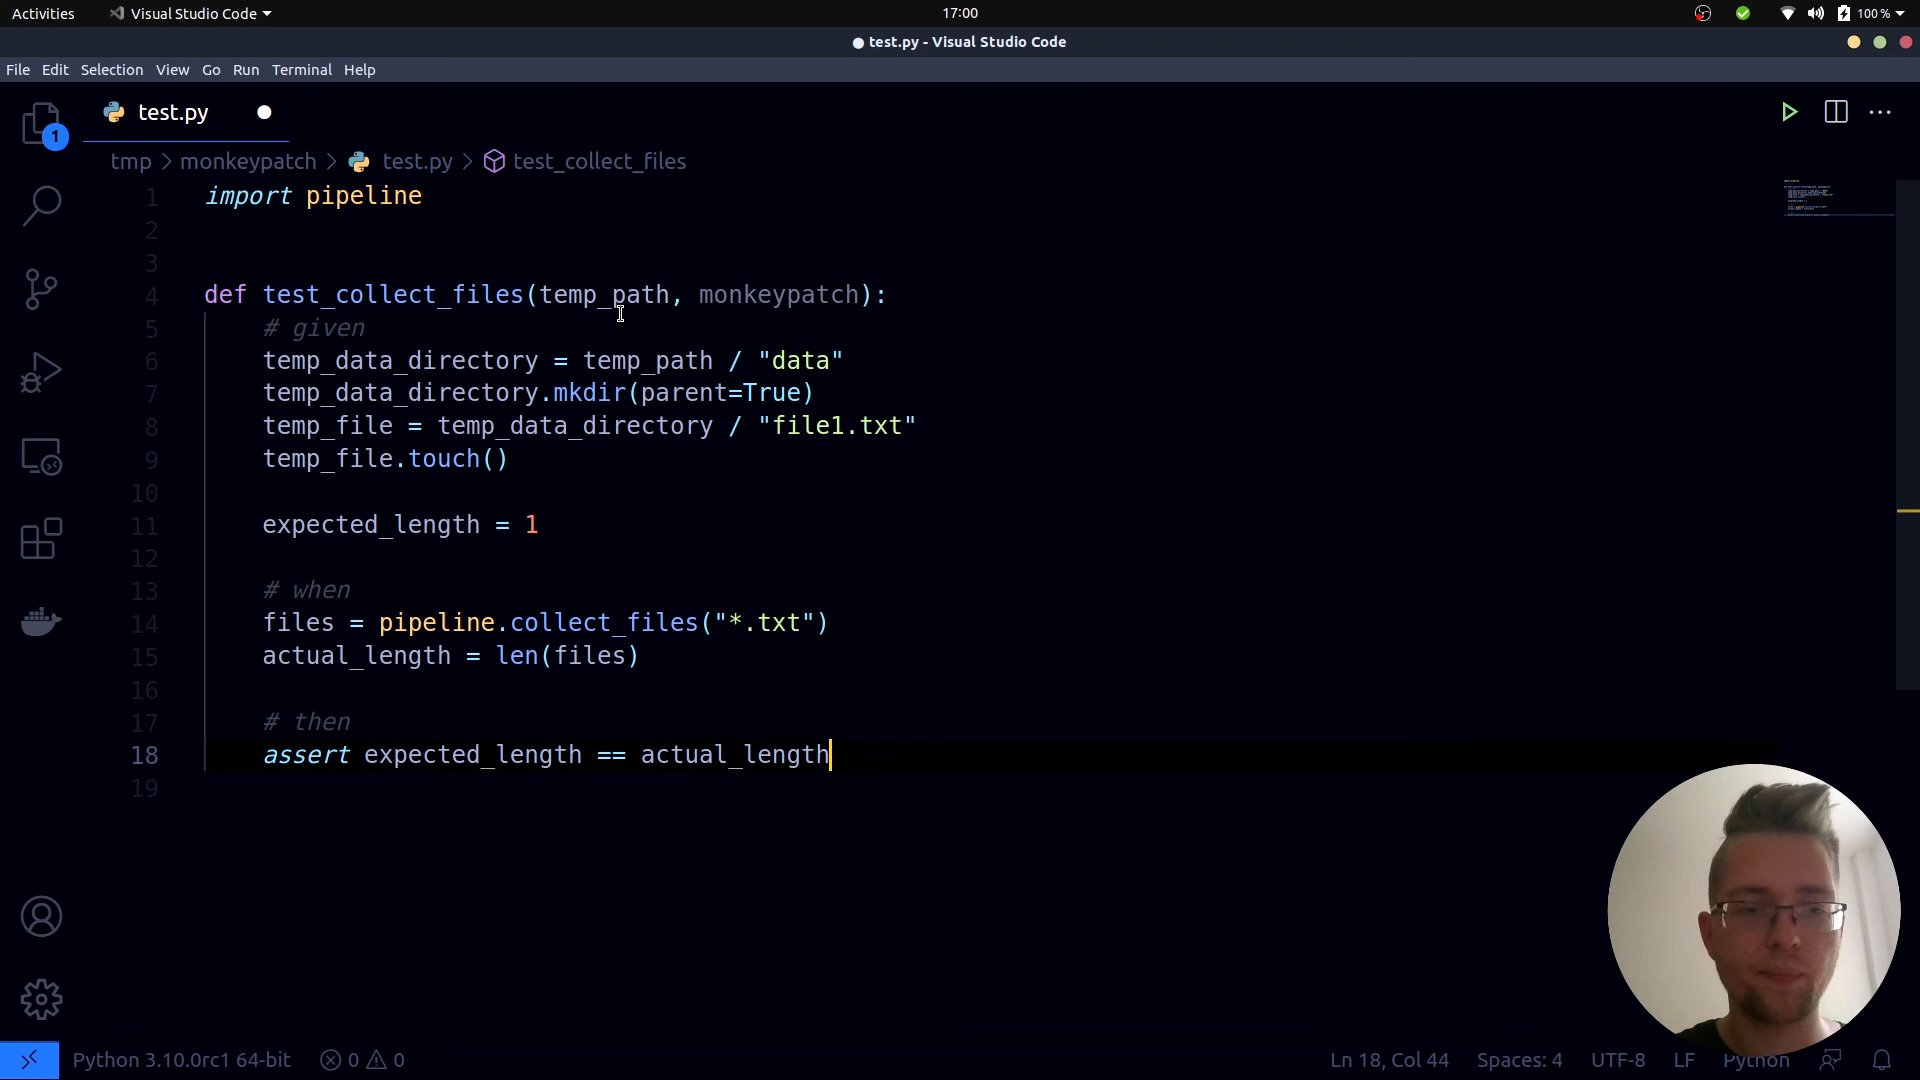 Activities Visual Studio Code 17:00 100 %
test.py - Visual Studio Code
File Edit Selection View Go Run Terminal Help
1 test.py
tmp > monkeypatch > test.py > test_collect_files
1 import pipeline
2
3
4 def test_collect_files(temp_path, monkeypatch):
5 # given
6 temp_data_directory = temp_path / "data"
7 temp_data_directory.mkdir(parent=True)
8 temp_file = temp_data_directory / "file1.txt"
9 temp_file.touch()
10
11 expected_length = 1
12
13 # when
14 files = pipeline.collect_files("*.txt")
15 actual_length = len(files)
16
17 # then
18 assert expected_length == actual_length
19
Python 3.10.0rc1 64-bit 0 0 Ln 18, Col 44 Spaces: 4 UTF-8 LF Python